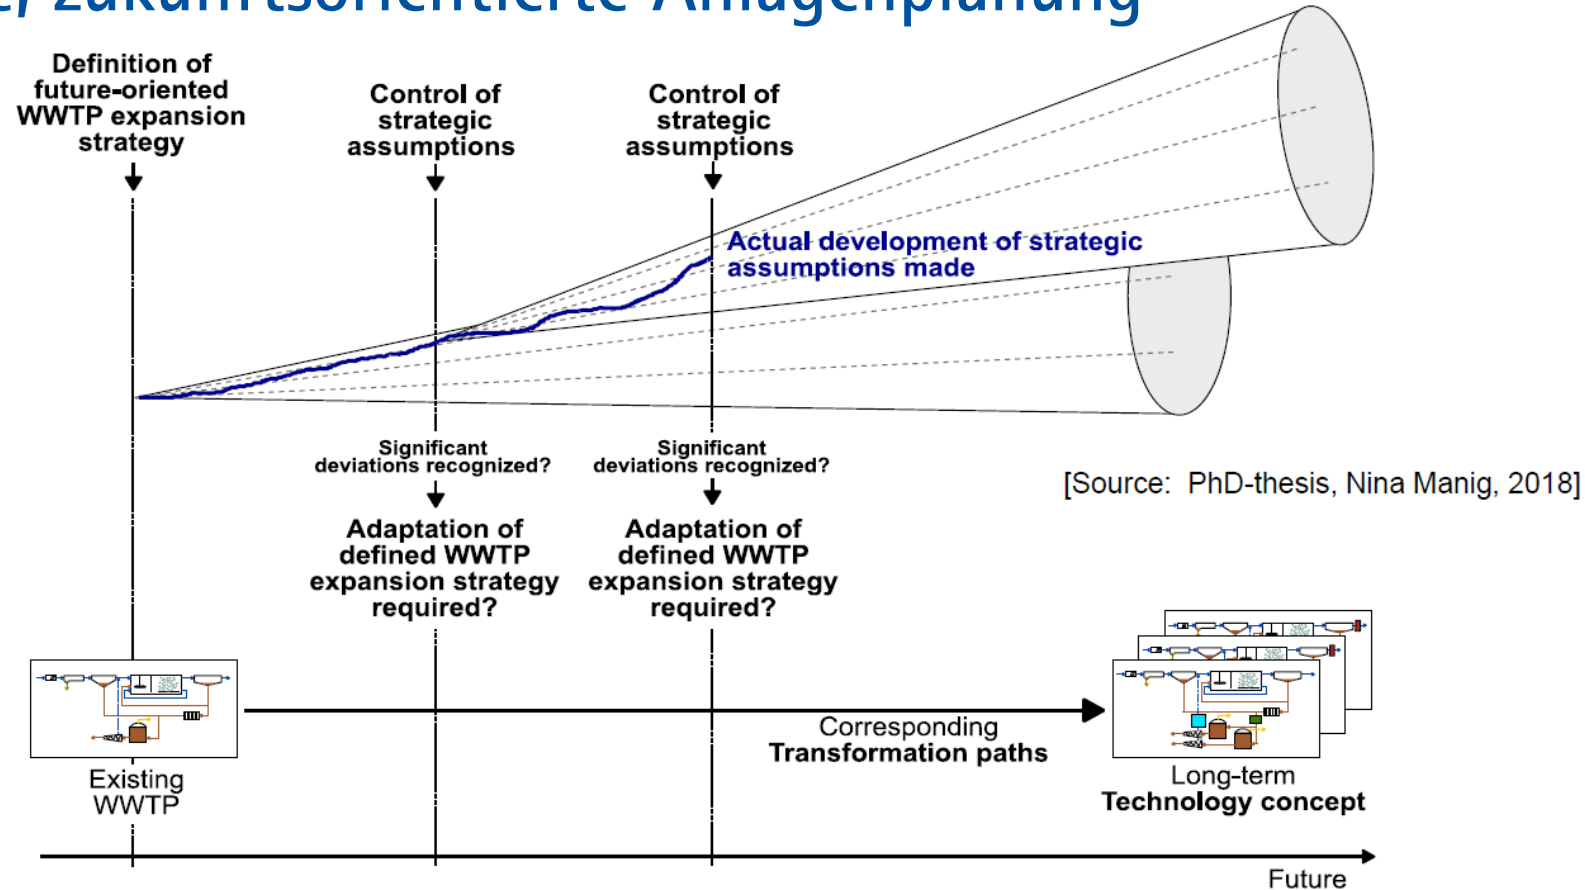 zukunftsorientierte Anlagenplanung
Definition of
future-oriented
WWTP expansion
strategy
Control of
strategic
assumptions
Control of
strategic
assumptions
Actual development of strategic
assumptions made
Significant
deviations recognized?
Significant
deviations recognized?
[Source: PhD-thesis, Nina Manig, 2018]
Adaptation of
defined WWTP
expansion strategy
required?
Adaptation of
defined WWTP
expansion strategy
required?
Corresponding
Transformation paths
Existing
WWTP
Long-term
Technology concept
Future